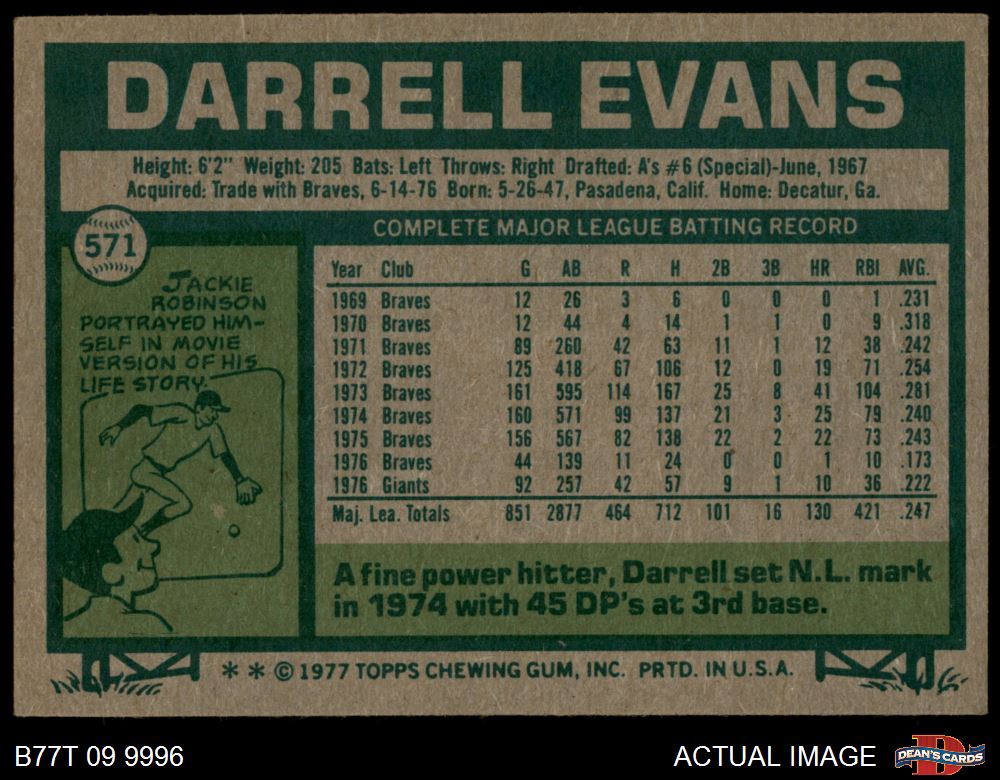 DARRELL EVANS
Height: 6'2" Weight: 205 Bats: Left Throws: Right Drafted: A's #6 (Special)-June, 1967
Acquired: Trade with Braves, 6-14-76 Born: 5-26-47, Pasadena, Calif. Home: Decatur, Ga.
571
JACKIE
ROBINSON
PORTRAYED HIM-
SELF IN MOVIE
VERSION OF HIS
LIFE STORY.
COMPLETE MAJOR LEAGUE BATTING RECORD
Year Club G AB R H 2B 3B HR RBI AVG.
1969 Braves 12 26 3 6 0 0 0 1 .231
1970 Braves 12 44 4 14 1 1 0 9 .318
1971 Braves 89 260 42 63 11 1 12 38 .242
1972 Braves 125 418 67 106 12 0 19 71 .254
1973 Braves 161 595 114 167 25 8 41 104 .281
1974 Braves 160 571 99 137 21 3 25 79 .240
1975 Braves 156 567 82 138 22 2 22 73 .243
1976 Braves 44 139 11 24 0 0 1 10 .173
1976 Giants 92 257 42 57 9 1 10 36 .222
Maj. Lea. Totals 851 2877 464 712 101 16 130 421 .247
A fine power hitter, Darrell set N.L. mark
in 1974 with 45 DP's at 3rd base.
* * © 1977 TOPPS CHEWING GUM, INC. PRTD. IN U.S.A.
B77T 09 9996
ACTUAL IMAGE
D
DEAN'S CARDS